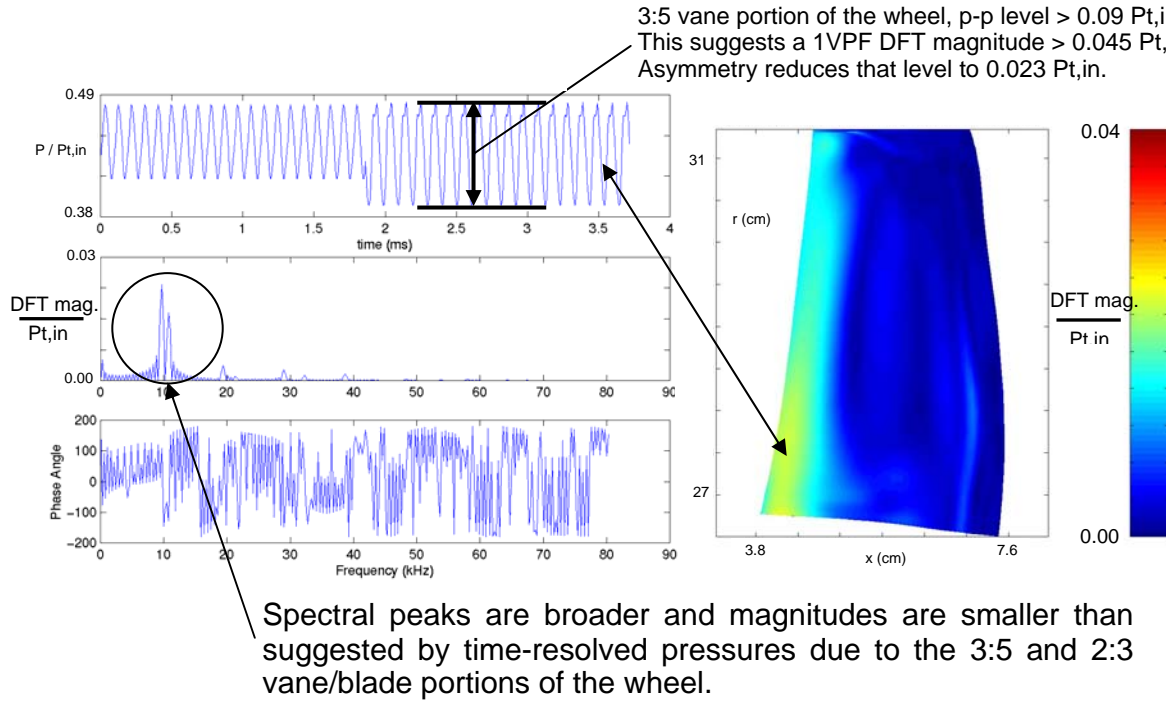 3:5 vane portion of the wheel, p-p level > 0.09 Pt,i
This suggests a 1VPF DFT magnitude > 0.045 Pt,
Asymmetry reduces that level to 0.023 Pt,in.
0.49
P / Pt,in
0.38
0 0.5 1 1.5 2 2.5 3 3.5 4
time (ms)
0.03
DFT mag.
Pt,in
0.00
0 10 20 30 40 50 60 70 80 90
200
100
0
−100
−200
Phase Angle
0 10 20 30 40 50 60 70 80 90
Frequency (kHz)
31
r (cm)
27
3.8 7.6
x (cm)
0.04
DFT mag.
Pt in
0.00
Spectral peaks are broader and magnitudes are smaller than
suggested by time-resolved pressures due to the 3:5 and 2:3
vane/blade portions of the wheel.